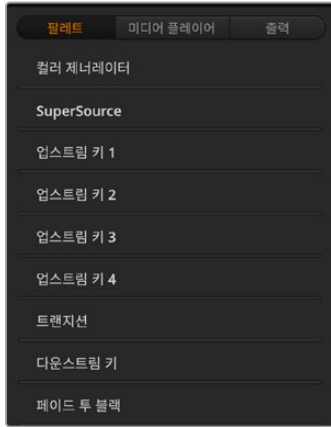 팔레트 미디어 플레이어 출력
컬러 제너레이터
SuperSource
업스트림 키 1
업스트림 키 2
업스트림 키 3
업스트림 키 4
트랜지션
다운스트림 키
페이드 투 블랙